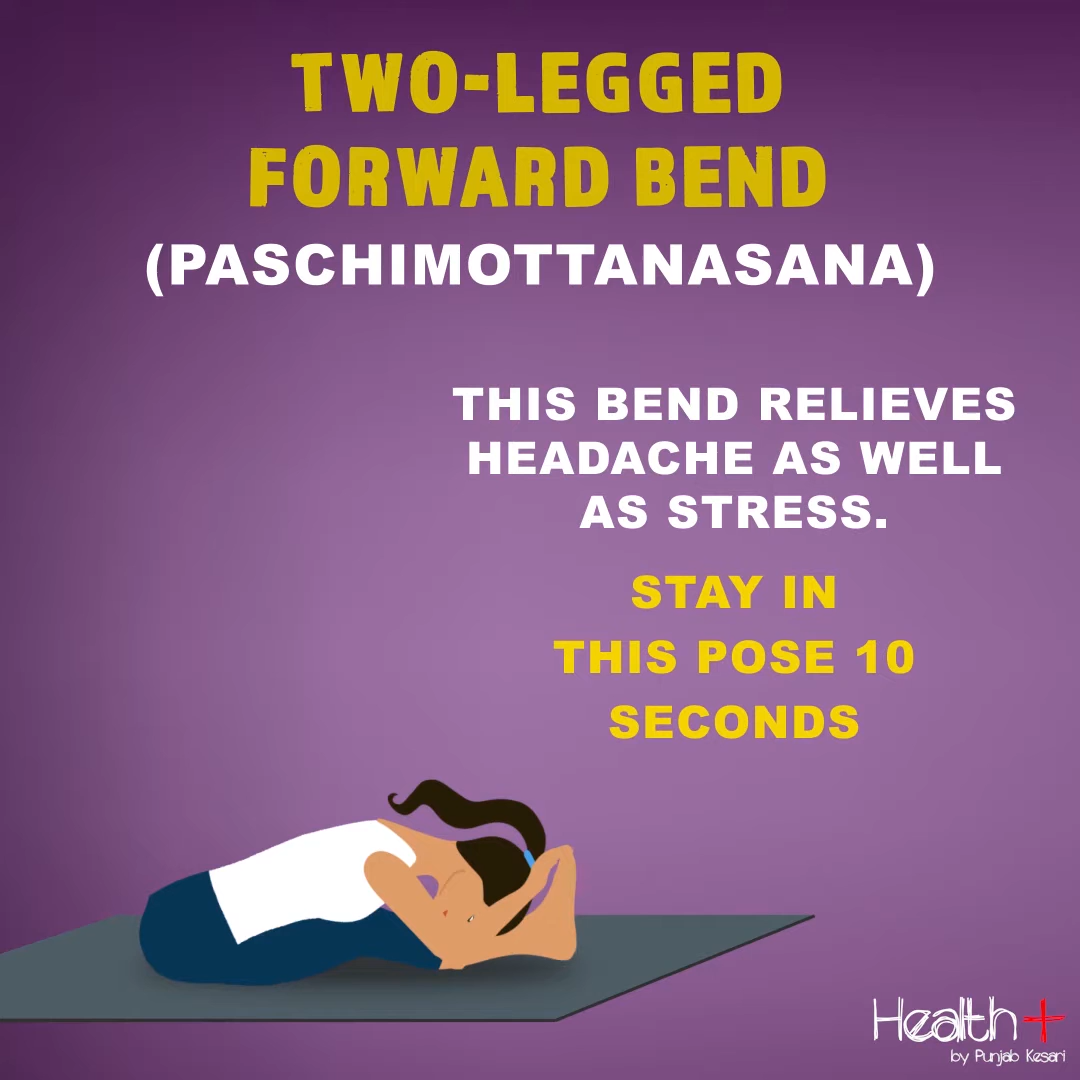 TWO-LEGGED
FORWARD BEND
(PASCHIMOTTANASANA)
THIS BEND RELIEVES
HEADACHE AS WELL
AS STRESS.
STAY IN
THIS POSE 10
SECONDS
Health+
by Punjab Kesari